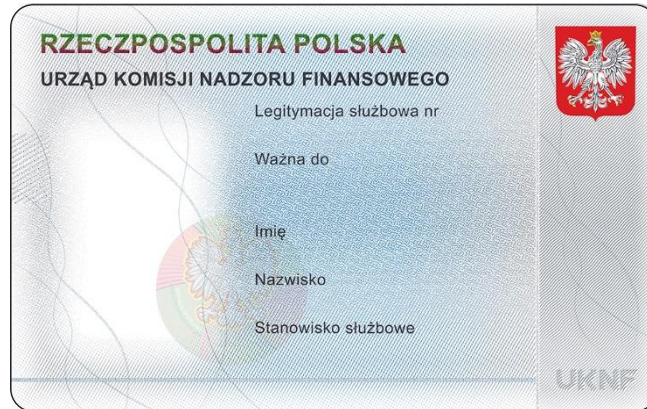 RZECZPOSPOLITA POLSKA
URZĄD KOMISJI NADZORU FINANSOWEGO
Legitymacja służbowa nr
Ważna do
Imię
Nazwisko
Stanowisko służbowe
UKNF